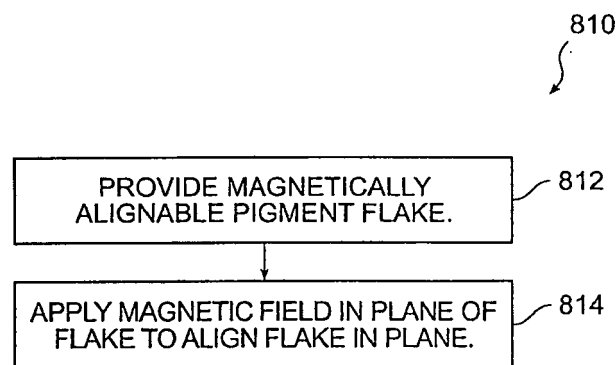 810
PROVIDE MAGNETICALLY
ALIGNABLE PIGMENT FLAKE.
812
APPLY MAGNETIC FIELD IN PLANE OF
FLAKE TO ALIGN FLAKE IN PLANE.
814